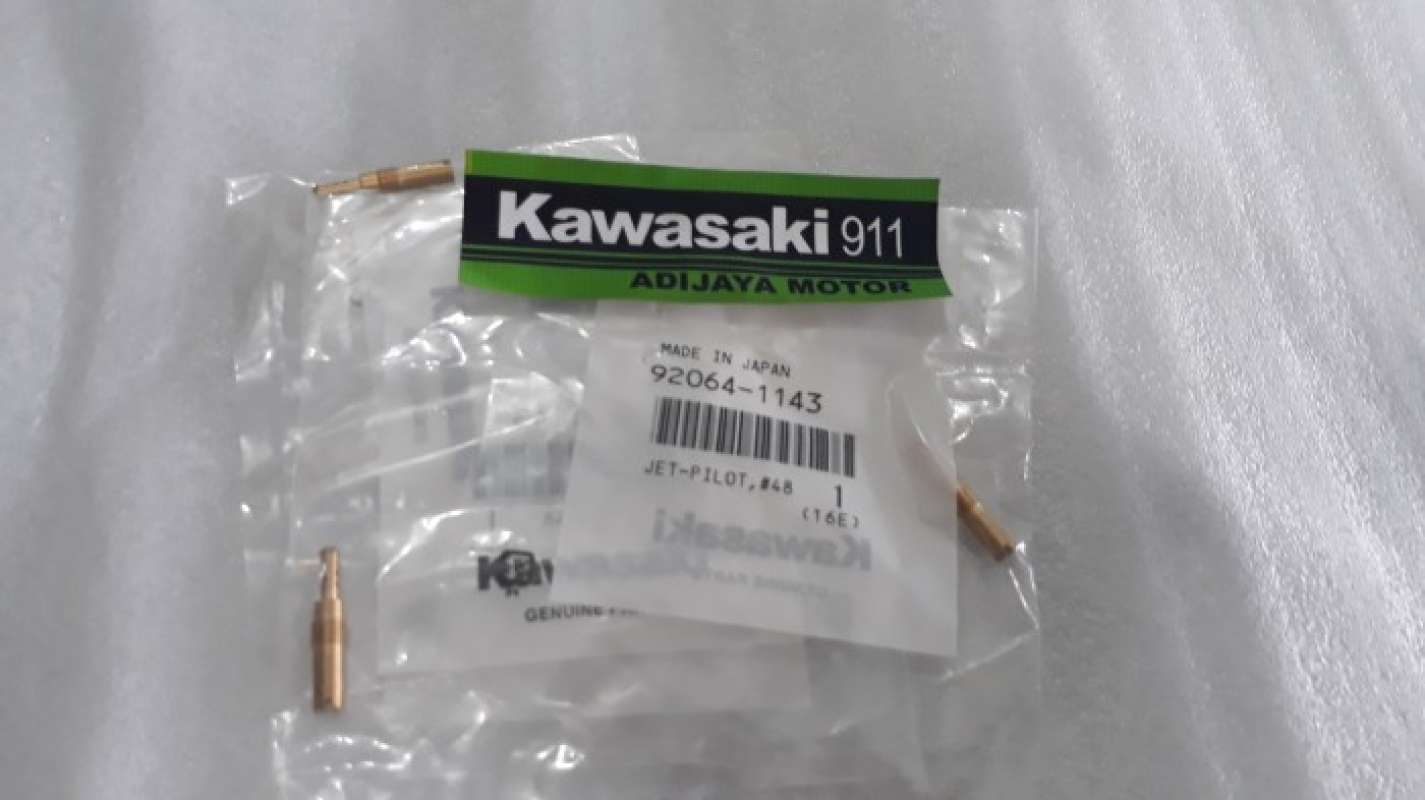 Kawasaki 911
ADIJAYA MOTOR
MADE IN JAPAN
92064-1143
JET-PILOT,#48 1
(16E)
Kawasaki
GENUINE